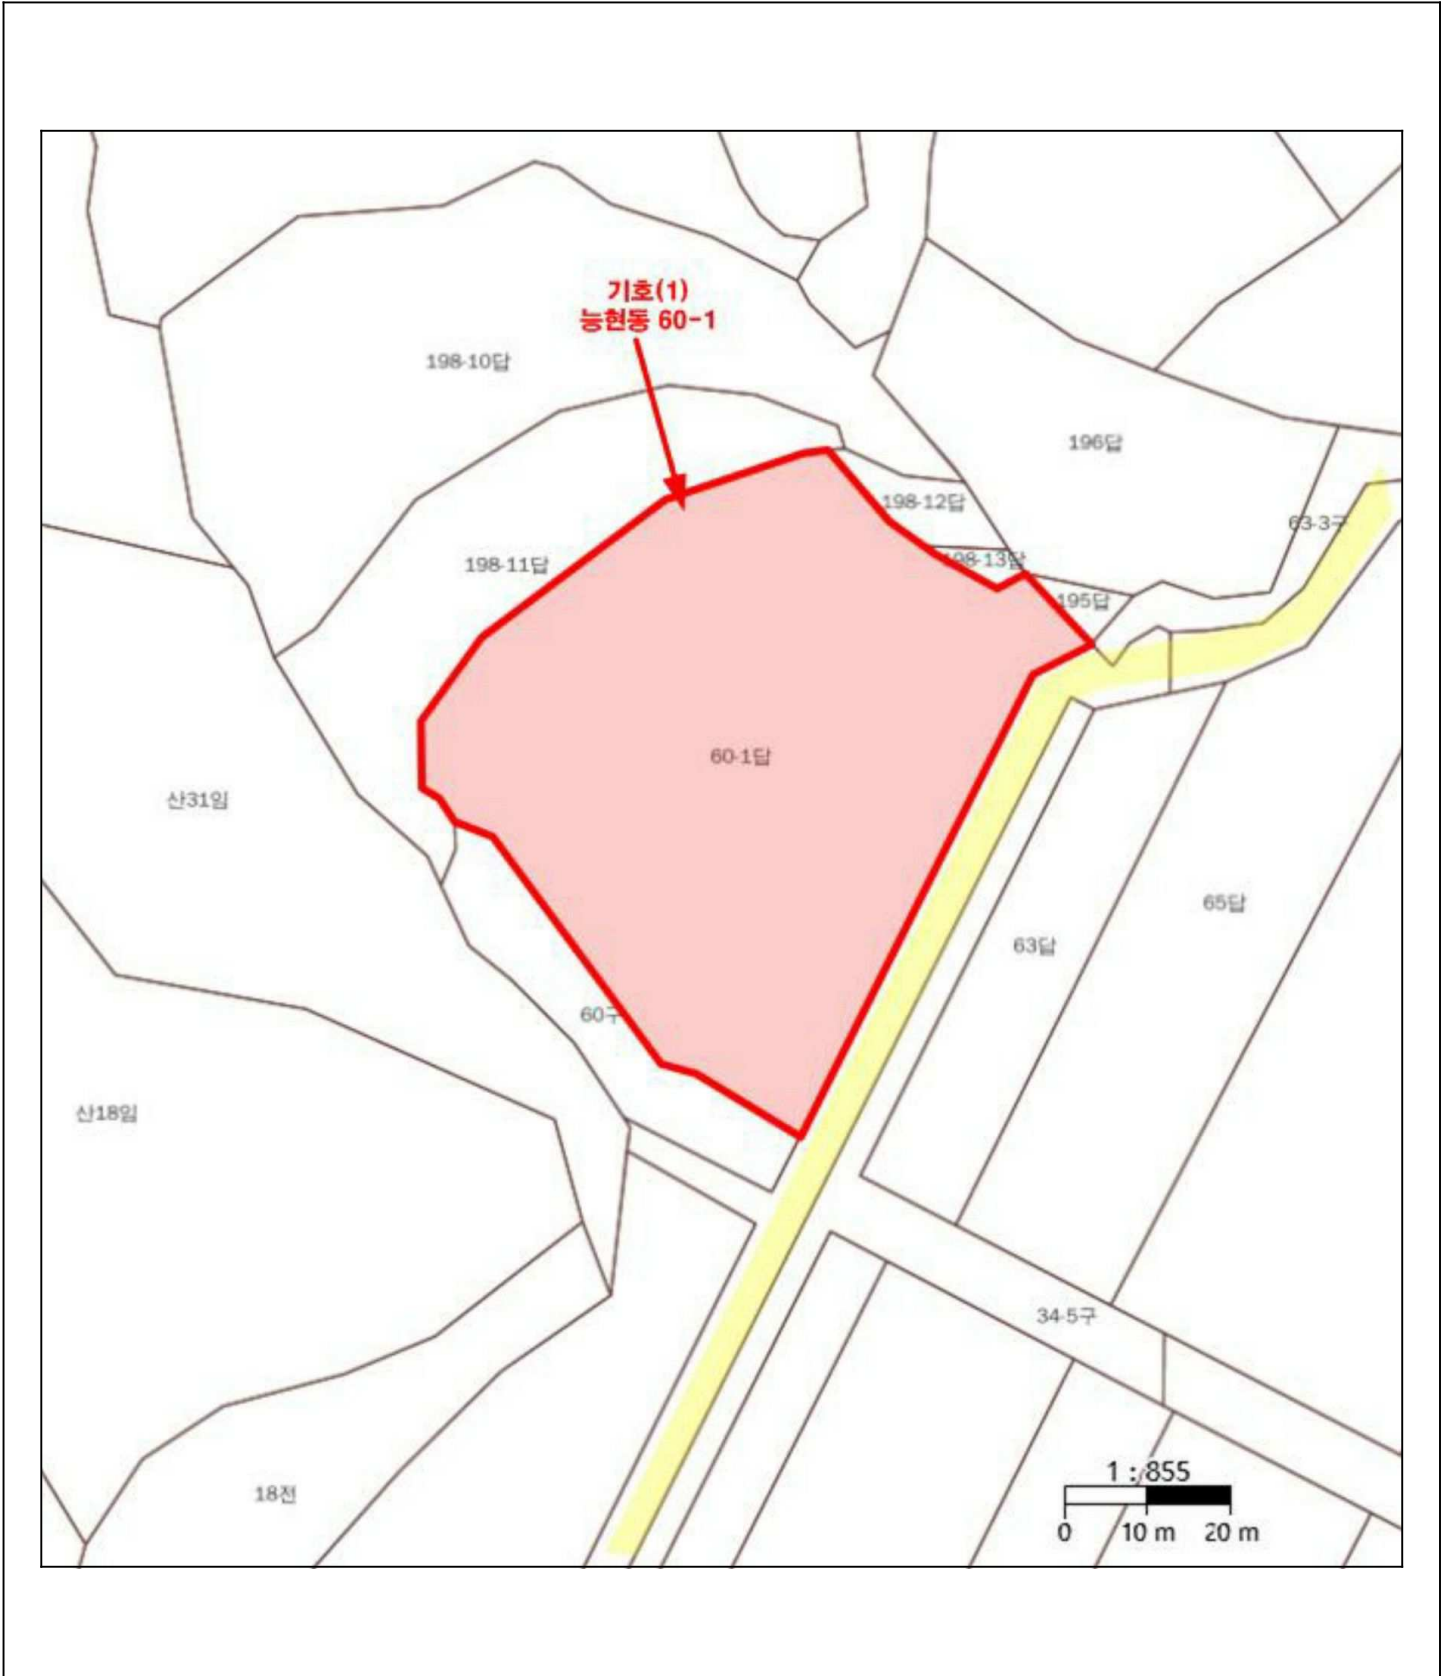 기호(1)
능현동 60-1
198-10답
196답
198-12답
63-3구
198-11답
198-13답
195답
60-1답
산31임
65답
63답
60구
산18임
34-5구
1 : 855
18전
0 10 m 20 m